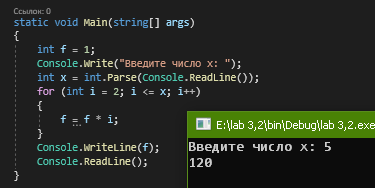 Ссылок: 0
static void Main(string[] args)
{
int f = 1;
Console.Write("Введите число x: ");
int x = int.Parse(Console.ReadLine());
for (int i = 2; i <= x; i++)
{
f = f * i;
}
Console.WriteLine(f);
Console.ReadLine();
}
E:\lab 3,2\bin\Debug\lab 3,2.exe
Введите число x: 5
120